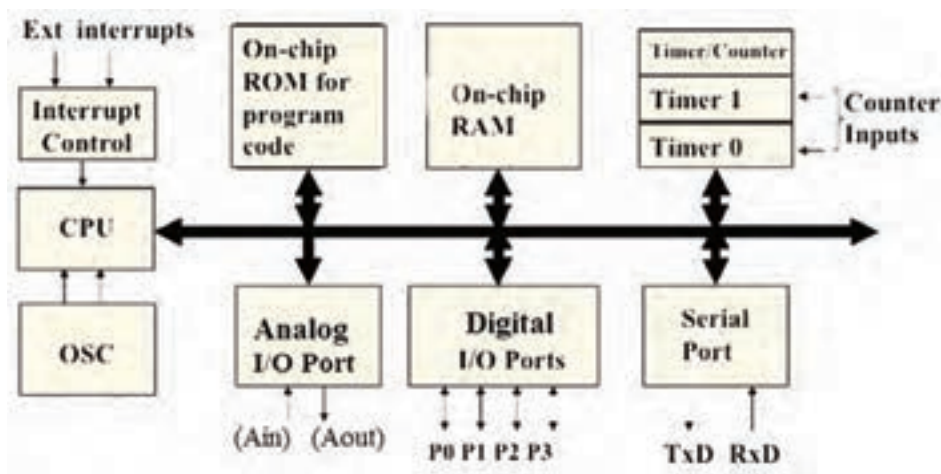 Ext interrupts
Interrupt
Control
CPU
OSC
On-chip
ROM for
program
code
On-chip
RAM
Timer/Counter
Timer 1
Timer 0
Counter
Inputs
Analog
I/O Port
(Ain) (Aout)
Digital
I/O Ports
P0 P1 P2 P3
Serial
Port
TxD RxD